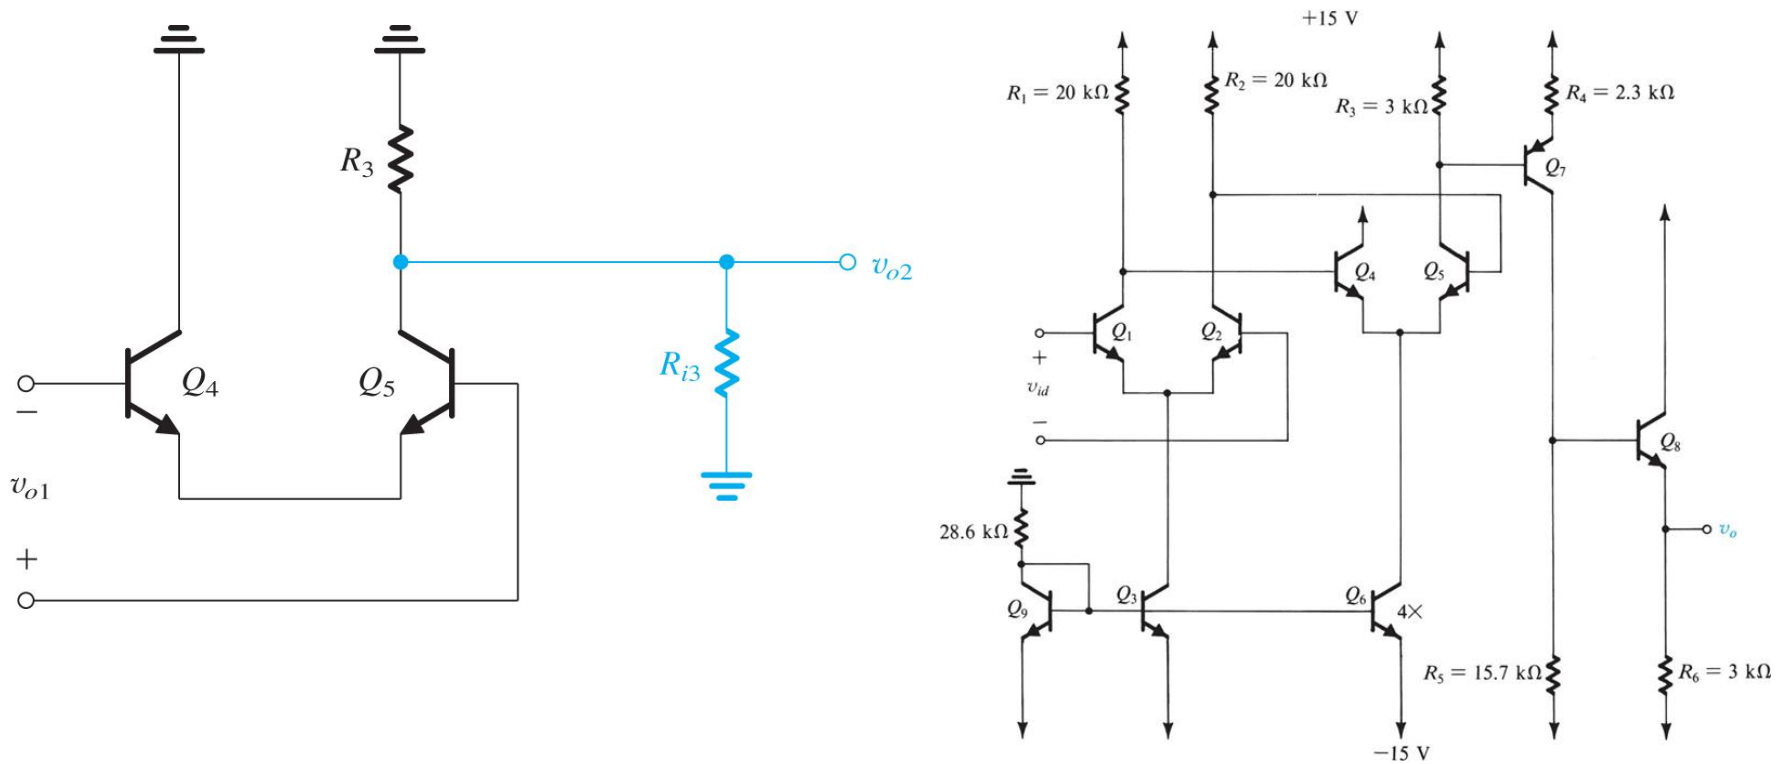 R3
vo2
Ri3
Q4
Q5
−
vo1
+
+15 V
R1 = 20 kΩ
R2 = 20 kΩ
R3 = 3 kΩ
R4 = 2.3 kΩ
Q7
Q4
Q5
Q1
Q2
+
vid
−
Q8
28.6 kΩ
vo
Q9
Q3
Q6
4×
R5 = 15.7 kΩ
R6 = 3 kΩ
−15 V